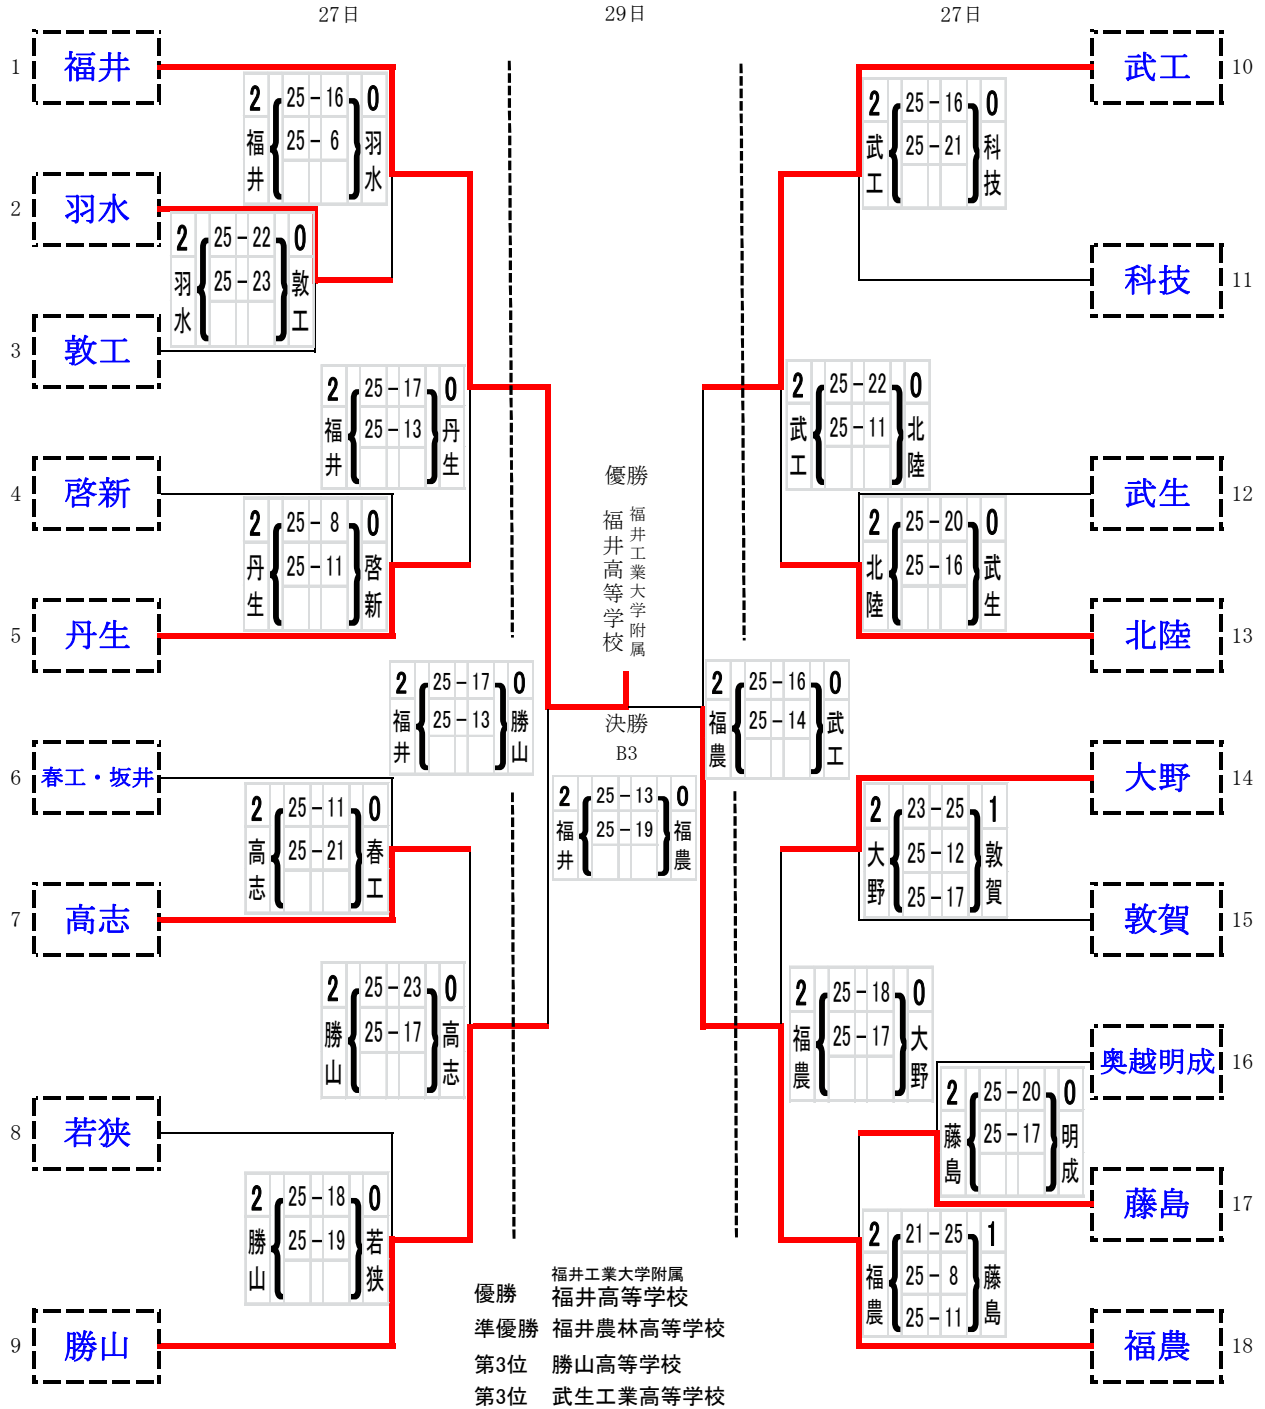 27日
29日
27日
1 福井
2 羽水
3 敦工
4 啓新
5 丹生
6 春工・坂井
7 高志
8 若狭
9 勝山
2 福井 25-16 25-6 0 羽水
2 羽水 25-22 25-23 0 敦工
2 福井 25-17 25-13 0 丹生
2 丹生 25-8 25-11 0 啓新
2 福井 25-17 25-13 0 勝山
2 高志 25-11 25-21 0 春工
2 勝山 25-23 25-17 0 高志
2 勝山 25-18 25-19 0 若狭
優勝
福井工業大学附属
福井高等学校
決勝
B3
2 福井 25-13 25-19 0 福農
武工 10
科技 11
武生 12
北陸 13
大野 14
敦賀 15
奥越明成 16
藤島 17
福農 18
2 武工 25-16 25-21 0 科技
2 武工 25-22 25-11 0 北陸
2 北陸 25-20 25-16 0 武生
2 福農 25-16 25-14 0 武工
2 大野 23-25 25-12 25-17 1 敦賀
2 福農 25-18 25-17 0 大野
2 藤島 25-20 25-17 0 明成
2 福農 21-25 25-8 25-11 1 藤島
福井工業大学附属
優勝 福井高等学校
準優勝 福井農林高等学校
第3位 勝山高等学校
第3位 武生工業高等学校